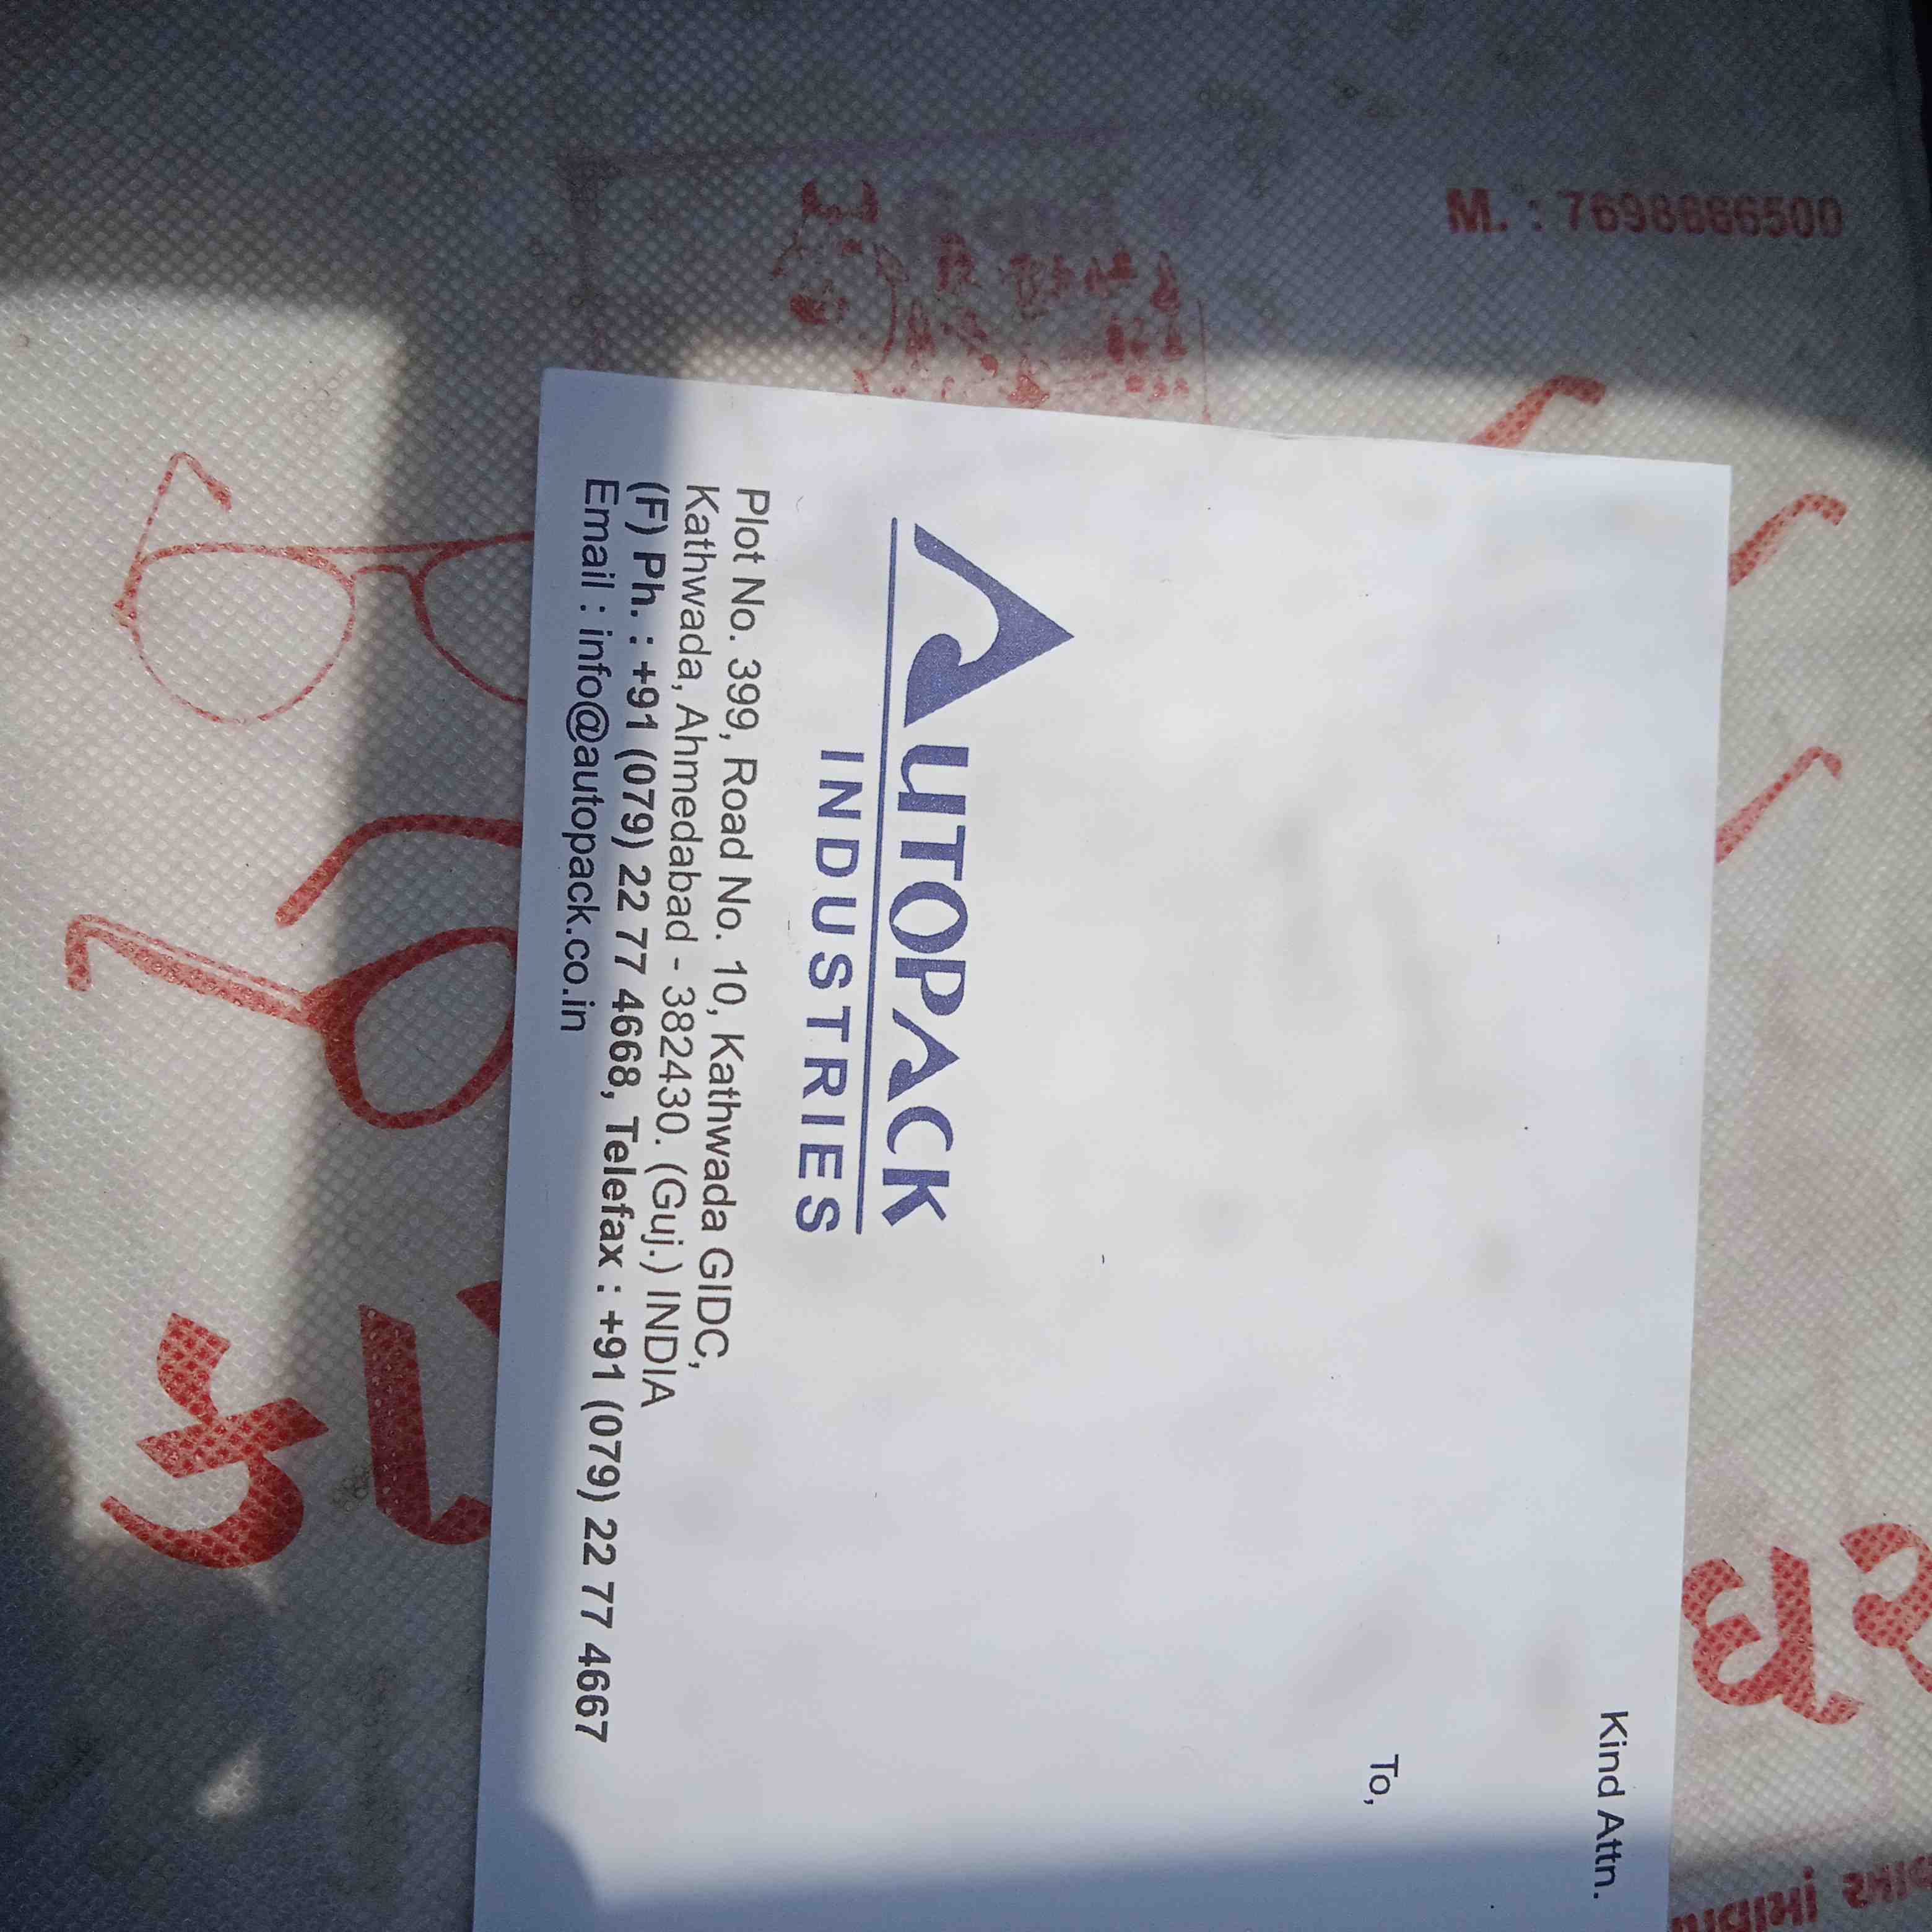 Kind Attn.
To,
AUTOPACK
INDUSTRIES
Plot No. 399, Road No. 10, Kathwada GIDC,
Kathwada, Ahmedabad - 382430. (Guj.) INDIA
(F) Ph. : +91 (079) 22 77 4668, Telefax : +91 (079) 22 77 4667
Email : info@autopack.co.in
M. : 7698666500